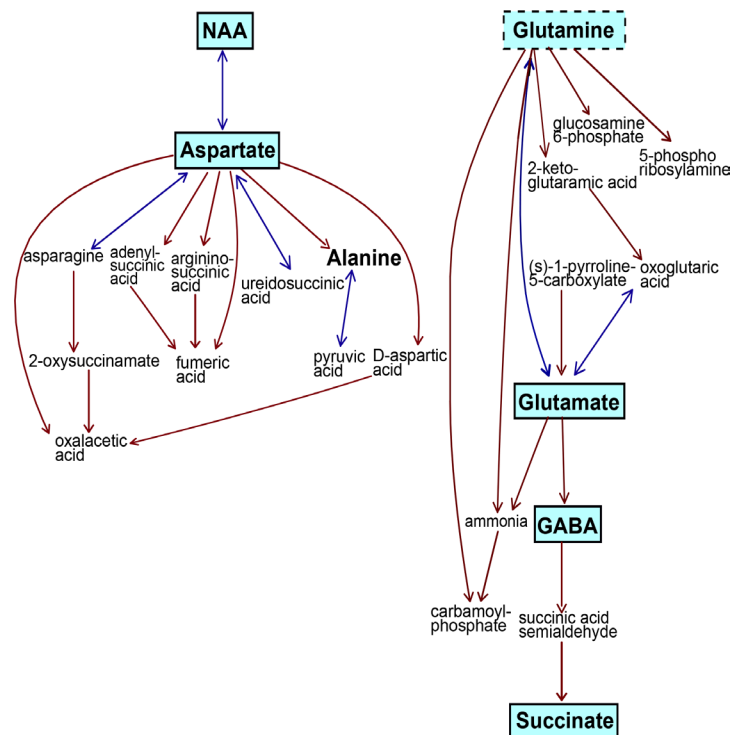 NAA
Glutamine
glucosamine
6-phosphate
Aspartate
5-phospho
ribosylamine
2-keto-
glutaramic acid
asparagine
adenyl-
succinic
acid
arginino-
succinic
acid
ureidosuccinic
acid
Alanine
(s)-1-pyrroline-
5-carboxylate
oxoglutaric
acid
2-oxysuccinamate
fumeric
acid
pyruvic
acid
D-aspartic
acid
Glutamate
oxalacetic
acid
ammonia
GABA
carbamoyl-
phosphate
succinic acid
semialdehyde
Succinate